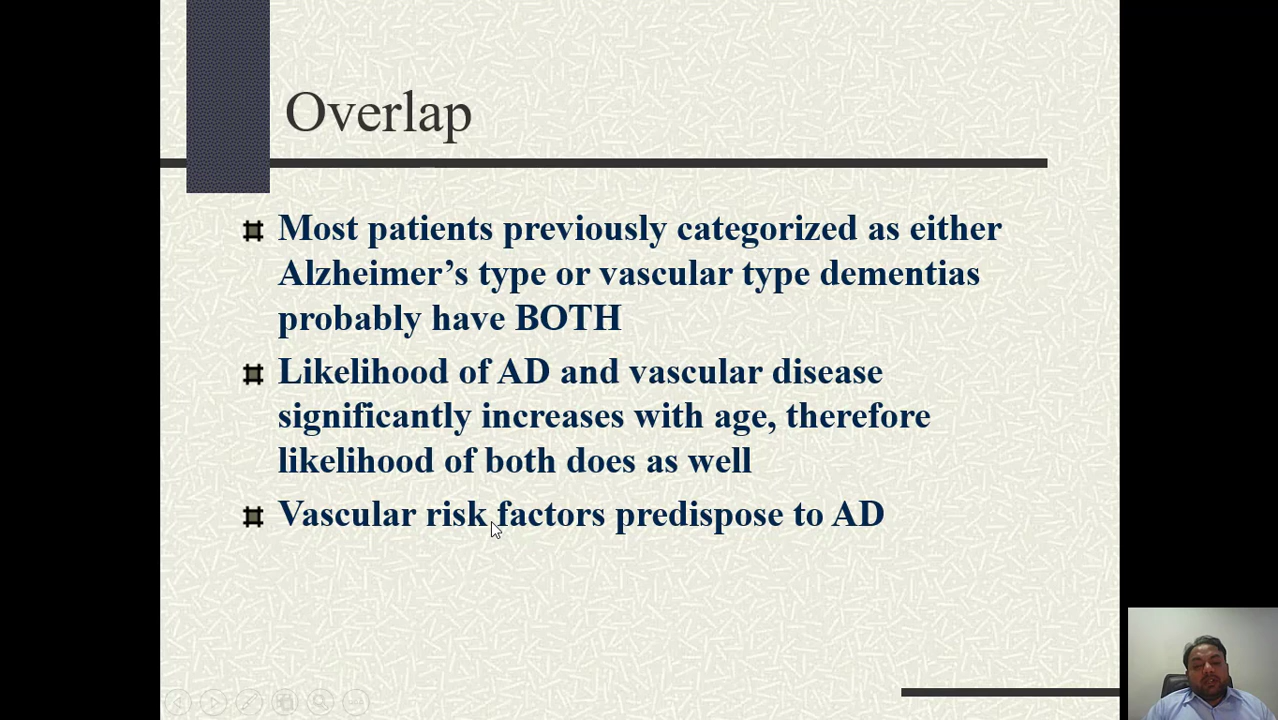 Overlap
Most patients previously categorized as either
Alzheimer’s type or vascular type dementias
probably have BOTH
Likelihood of AD and vascular disease
significantly increases with age, therefore
likelihood of both does as well
Vascular risk factors predispose to AD